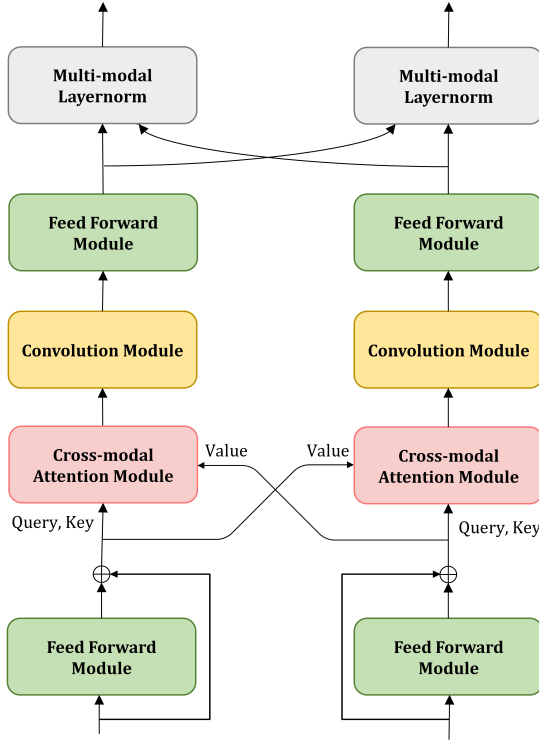 Multi-modal
Layernorm
Multi-modal
Layernorm
Feed Forward
Module
Feed Forward
Module
Convolution Module
Convolution Module
Cross-modal
Attention Module
Value
Value
Cross-modal
Attention Module
Query, Key
Query, Key
Feed Forward
Module
Feed Forward
Module